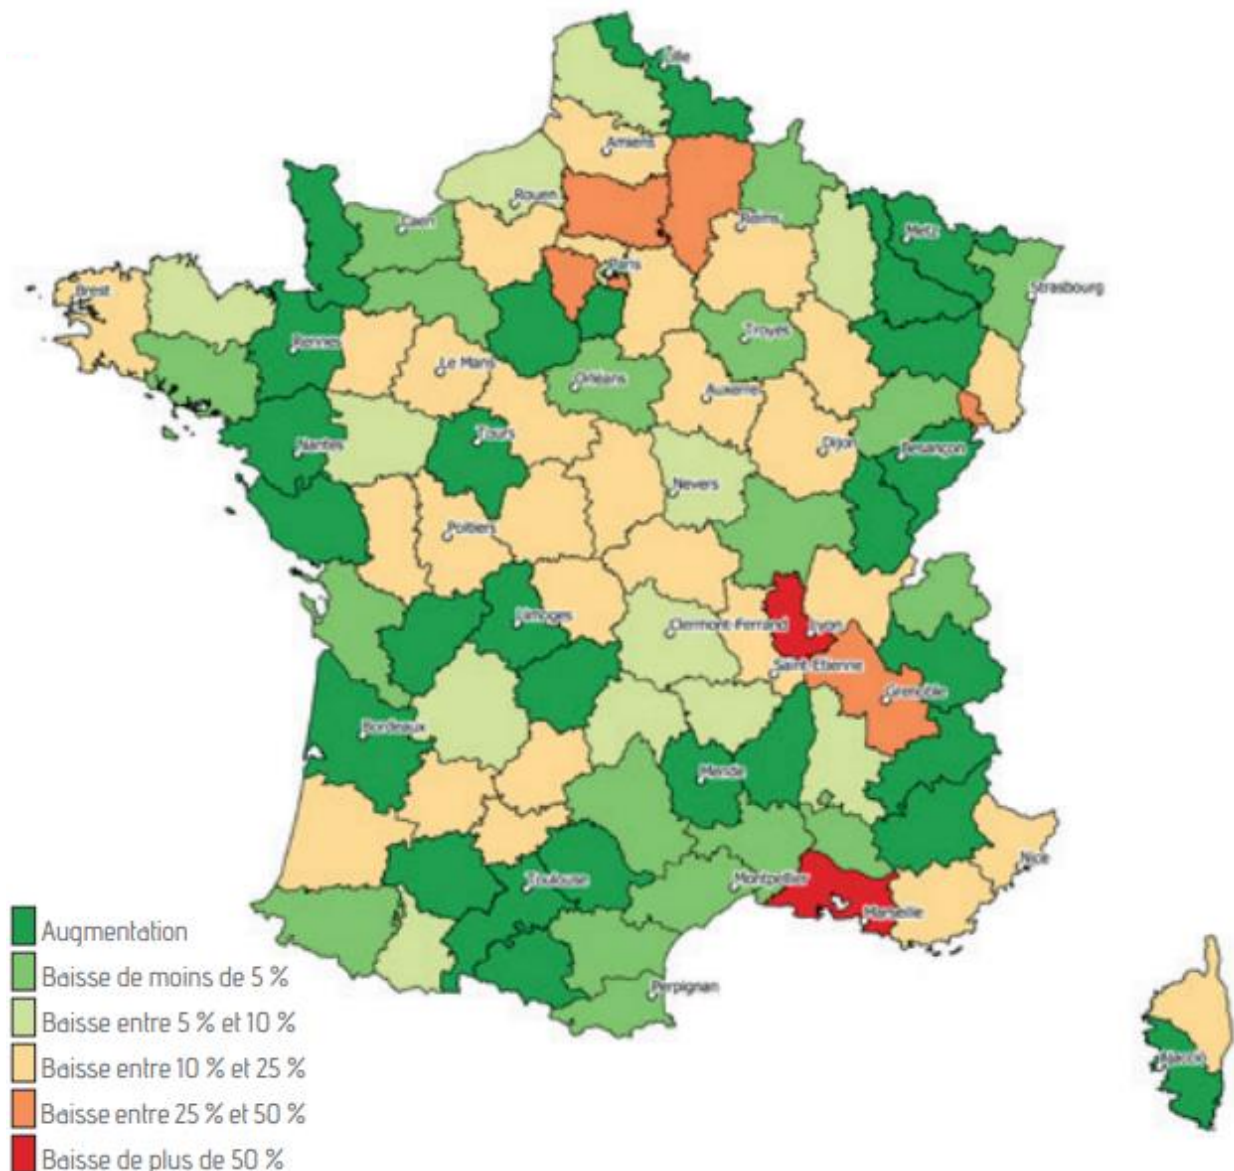 Lille
Amiens
Rouen
Caen
Reims
Metz
Paris
Strasbourg
Brest
Rennes
Le Mans
Orléans
Troyes
Auxerre
Nantes
Tours
Dijon
Besançon
Nevers
Poitiers
Limoges
Clermont-Ferrand
Lyon
Saint-Etienne
Grenoble
Bordeaux
Mende
Nice
Toulouse
Montpellier
Marseille
Perpignan
Ajaccio
Augmentation
Baisse de moins de 5 %
Baisse entre 5 % et 10 %
Baisse entre 10 % et 25 %
Baisse entre 25 % et 50 %
Baisse de plus de 50 %